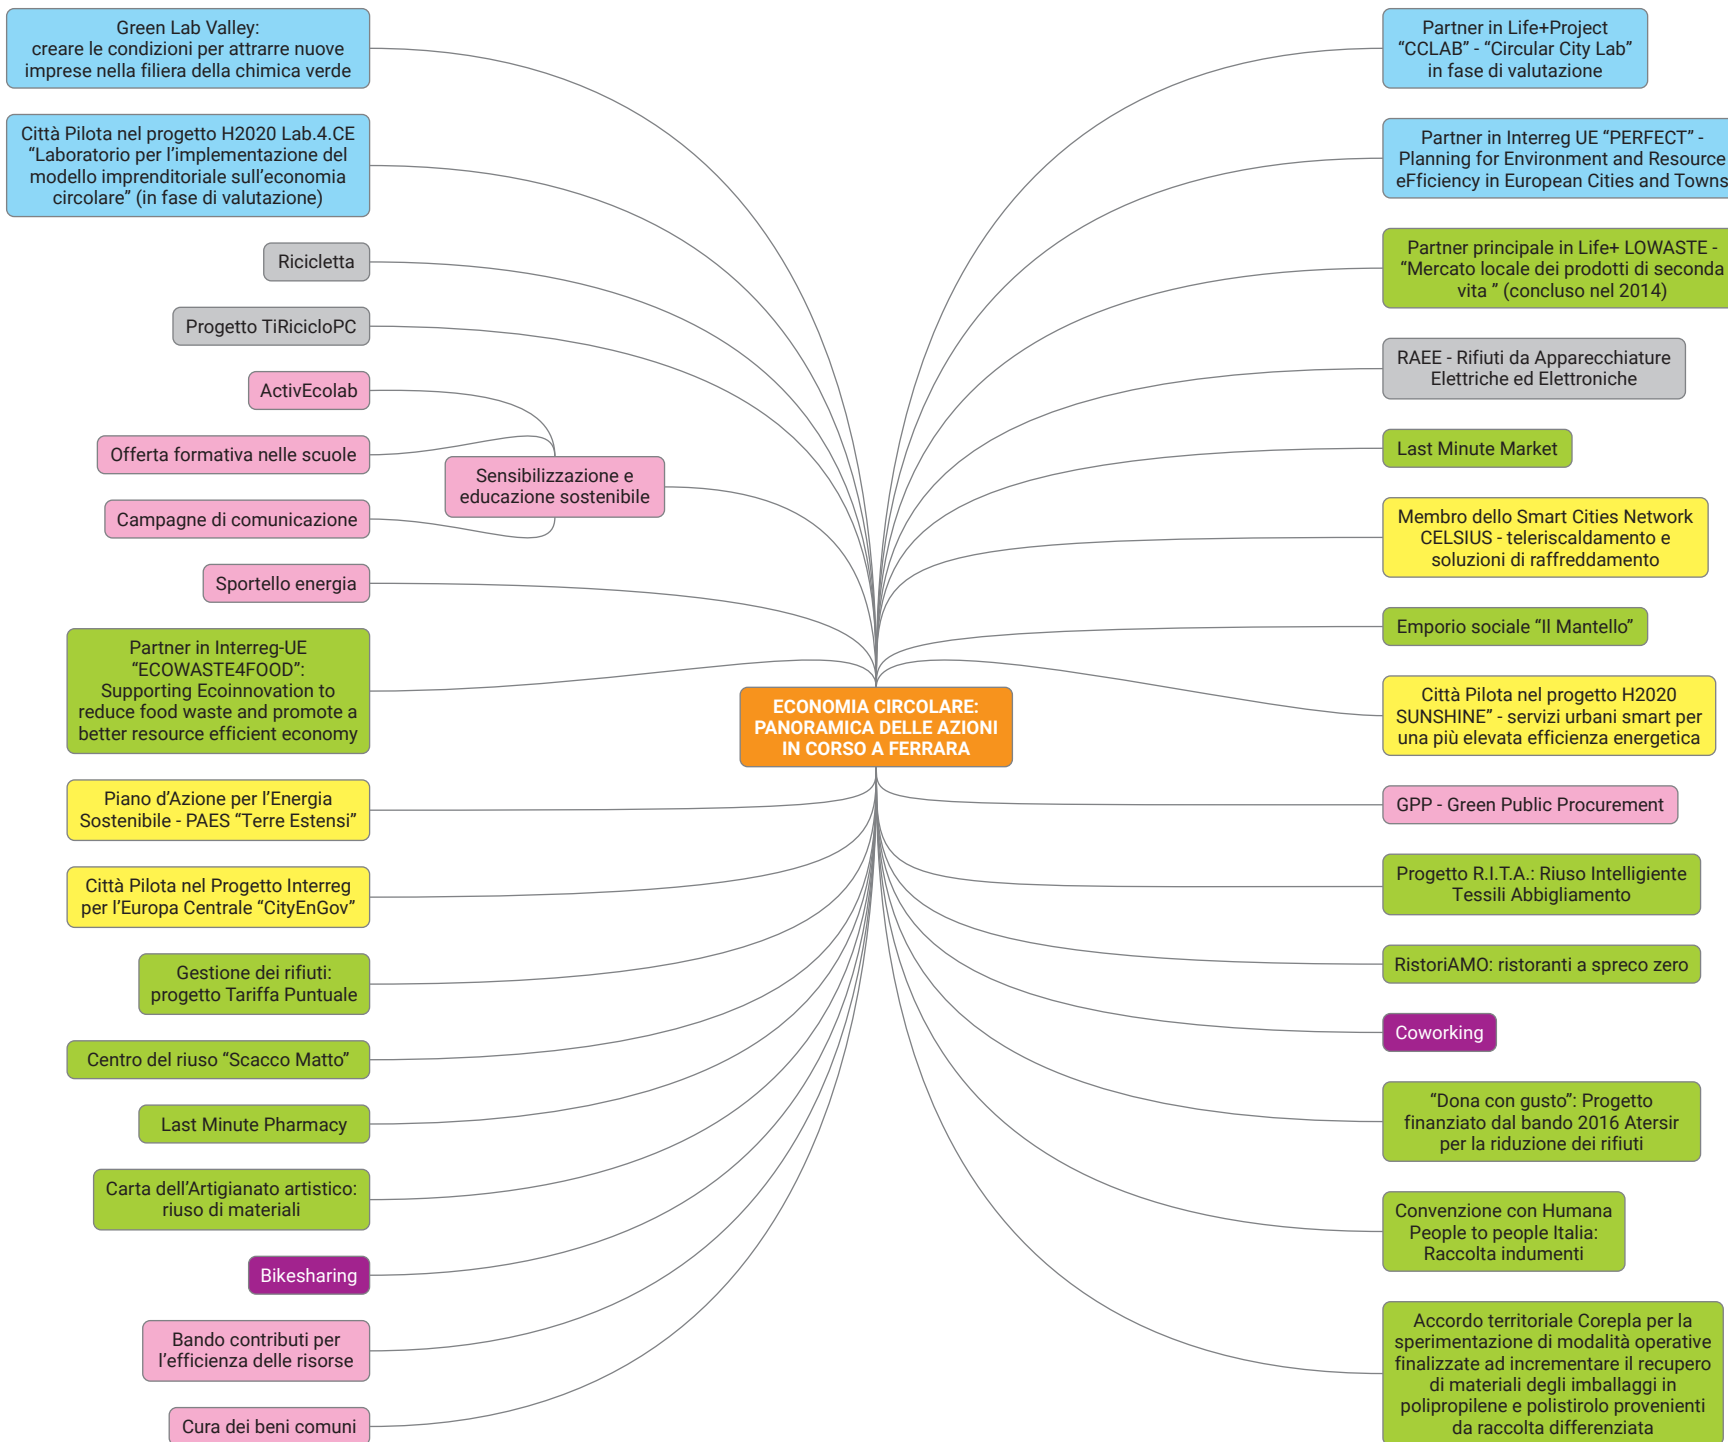 Green Lab Valley:
creare le condizioni per attrarre nuove
imprese nella filiera della chimica verde
Città Pilota nel progetto H2020 Lab.4.CE
“Laboratorio per l’implementazione del
modello imprenditoriale sull’economia
circolare” (in fase di valutazione)
Ricicletta
Progetto TiRicicloPC
ActivEcolab
Offerta formativa nelle scuole
Campagne di comunicazione
Sensibilizzazione e
educazione sostenibile
Sportello energia
Partner in Interreg-UE
“ECOWASTE4FOOD”:
Supporting Ecoinnovation to
reduce food waste and promote a
better resource efficient economy
Piano d’Azione per l’Energia
Sostenibile - PAES “Terre Estensi”
Città Pilota nel Progetto Interreg
per l’Europa Centrale “CityEnGov”
Gestione dei rifiuti:
progetto Tariffa Puntuale
Centro del riuso “Scacco Matto”
Last Minute Pharmacy
Carta dell’Artigianato artistico:
riuso di materiali
Bikesharing
Bando contributi per
l’efficienza delle risorse
Cura dei beni comuni
ECONOMIA CIRCOLARE:
PANORAMICA DELLE AZIONI
IN CORSO A FERRARA
Partner in Life+Project
“CCLAB” - “Circular City Lab”
in fase di valutazione
Partner in Interreg UE “PERFECT” -
Planning for Environment and Resource
eFficiency in European Cities and Towns
Partner principale in Life+ LOWASTE -
“Mercato locale dei prodotti di seconda
vita ” (concluso nel 2014)
RAEE - Rifiuti da Apparecchiature
Elettriche ed Elettroniche
Last Minute Market
Membro dello Smart Cities Network
CELSIUS - teleriscaldamento e
soluzioni di raffreddamento
Emporio sociale “Il Mantello”
Città Pilota nel progetto H2020
SUNSHINE” - servizi urbani smart per
una più elevata efficienza energetica
GPP - Green Public Procurement
Progetto R.I.T.A.: Riuso Intelligiente
Tessili Abbigliamento
RistoriAMO: ristoranti a spreco zero
Coworking
“Dona con gusto”: Progetto
finanziato dal bando 2016 Atersir
per la riduzione dei rifiuti
Convenzione con Humana
People to people Italia:
Raccolta indumenti
Accordo territoriale Corepla per la
sperimentazione di modalità operative
finalizzate ad incrementare il recupero
di materiali degli imballaggi in
polipropilene e polistirolo provenienti
da raccolta differenziata